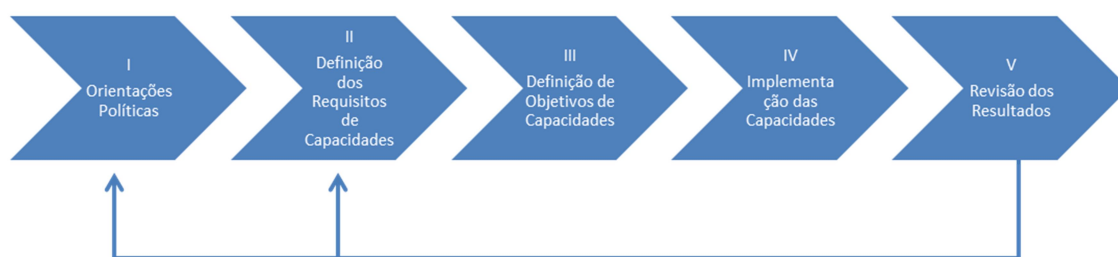 I
Orientações
Políticas
II
Definição
dos
Requisitos
de
Capacidades
III
Definição de
Objetivos de
Capacidades
IV
Implementa
ção das
Capacidades
V
Revisão dos
Resultados